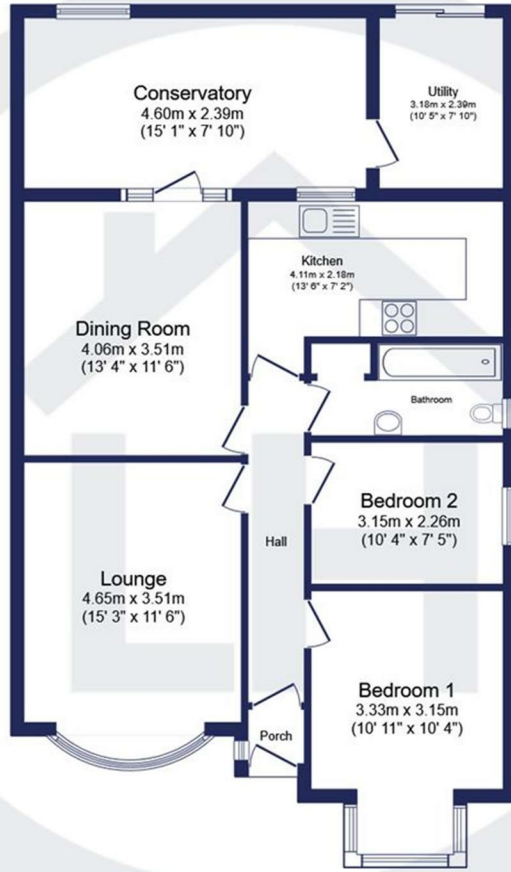 Conservatory
4.60m x 2.39m
(15' 1" x 7' 10")
Utility
3.18m x 2.39m
(10' 5" x 7' 10")
Kitchen
4.11m x 2.18m
(13' 6" x 7' 2")
Dining Room
4.06m x 3.51m
(13' 4" x 11' 6")
Bathroom
Bedroom 2
3.15m x 2.26m
(10' 4" x 7' 5")
Hall
Lounge
4.65m x 3.51m
(15' 3" x 11' 6")
Bedroom 1
3.33m x 3.15m
(10' 11" x 10' 4")
Porch